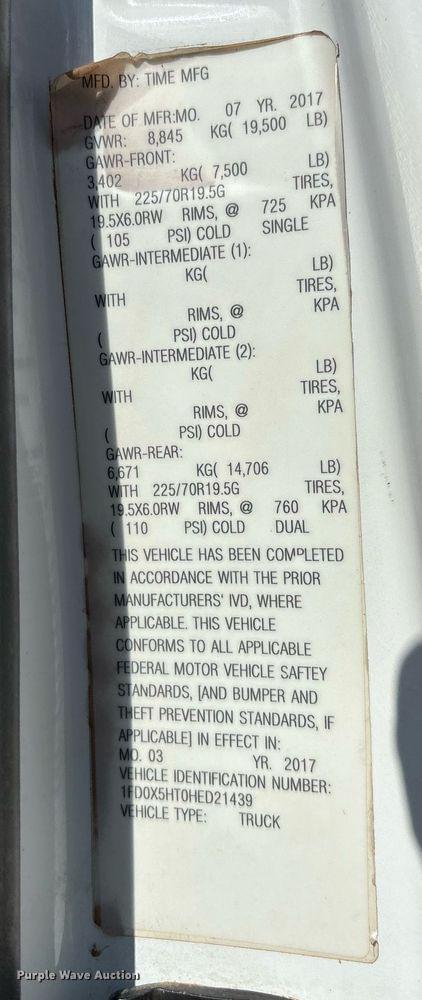 MFD. BY: TIME MFG
DATE OF MFR:MO. 07 YR. 2017
GVWR: 8,845 KG( 19,500 LB)
GAWR-FRONT:
3,402 KG( 7,500 LB)
WITH 225/70R19.5G TIRES,
19.5X6.0RW RIMS, @ 725 KPA
( 105 PSI) COLD SINGLE
GAWR-INTERMEDIATE (1):
KG( LB)
WITH TIRES,
RIMS, @ KPA
( PSI) COLD
GAWR-INTERMEDIATE (2):
KG( LB)
WITH TIRES,
RIMS, @ KPA
( PSI) COLD
GAWR-REAR:
6,671 KG( 14,706 LB)
WITH 225/70R19.5G TIRES,
19.5X6.0RW RIMS, @ 760 KPA
( 110 PSI) COLD DUAL
THIS VEHICLE HAS BEEN COMPLETED
IN ACCORDANCE WITH THE PRIOR
MANUFACTURERS' IVD, WHERE
APPLICABLE. THIS VEHICLE
CONFORMS TO ALL APPLICABLE
FEDERAL MOTOR VEHICLE SAFTEY
STANDARDS, [AND BUMPER AND
THEFT PREVENTION STANDARDS, IF
APPLICABLE] IN EFFECT IN:
MO. 03 YR. 2017
VEHICLE IDENTIFICATION NUMBER:
1FD0X5HT0HED21439
VEHICLE TYPE: TRUCK
Purple Wave Auction